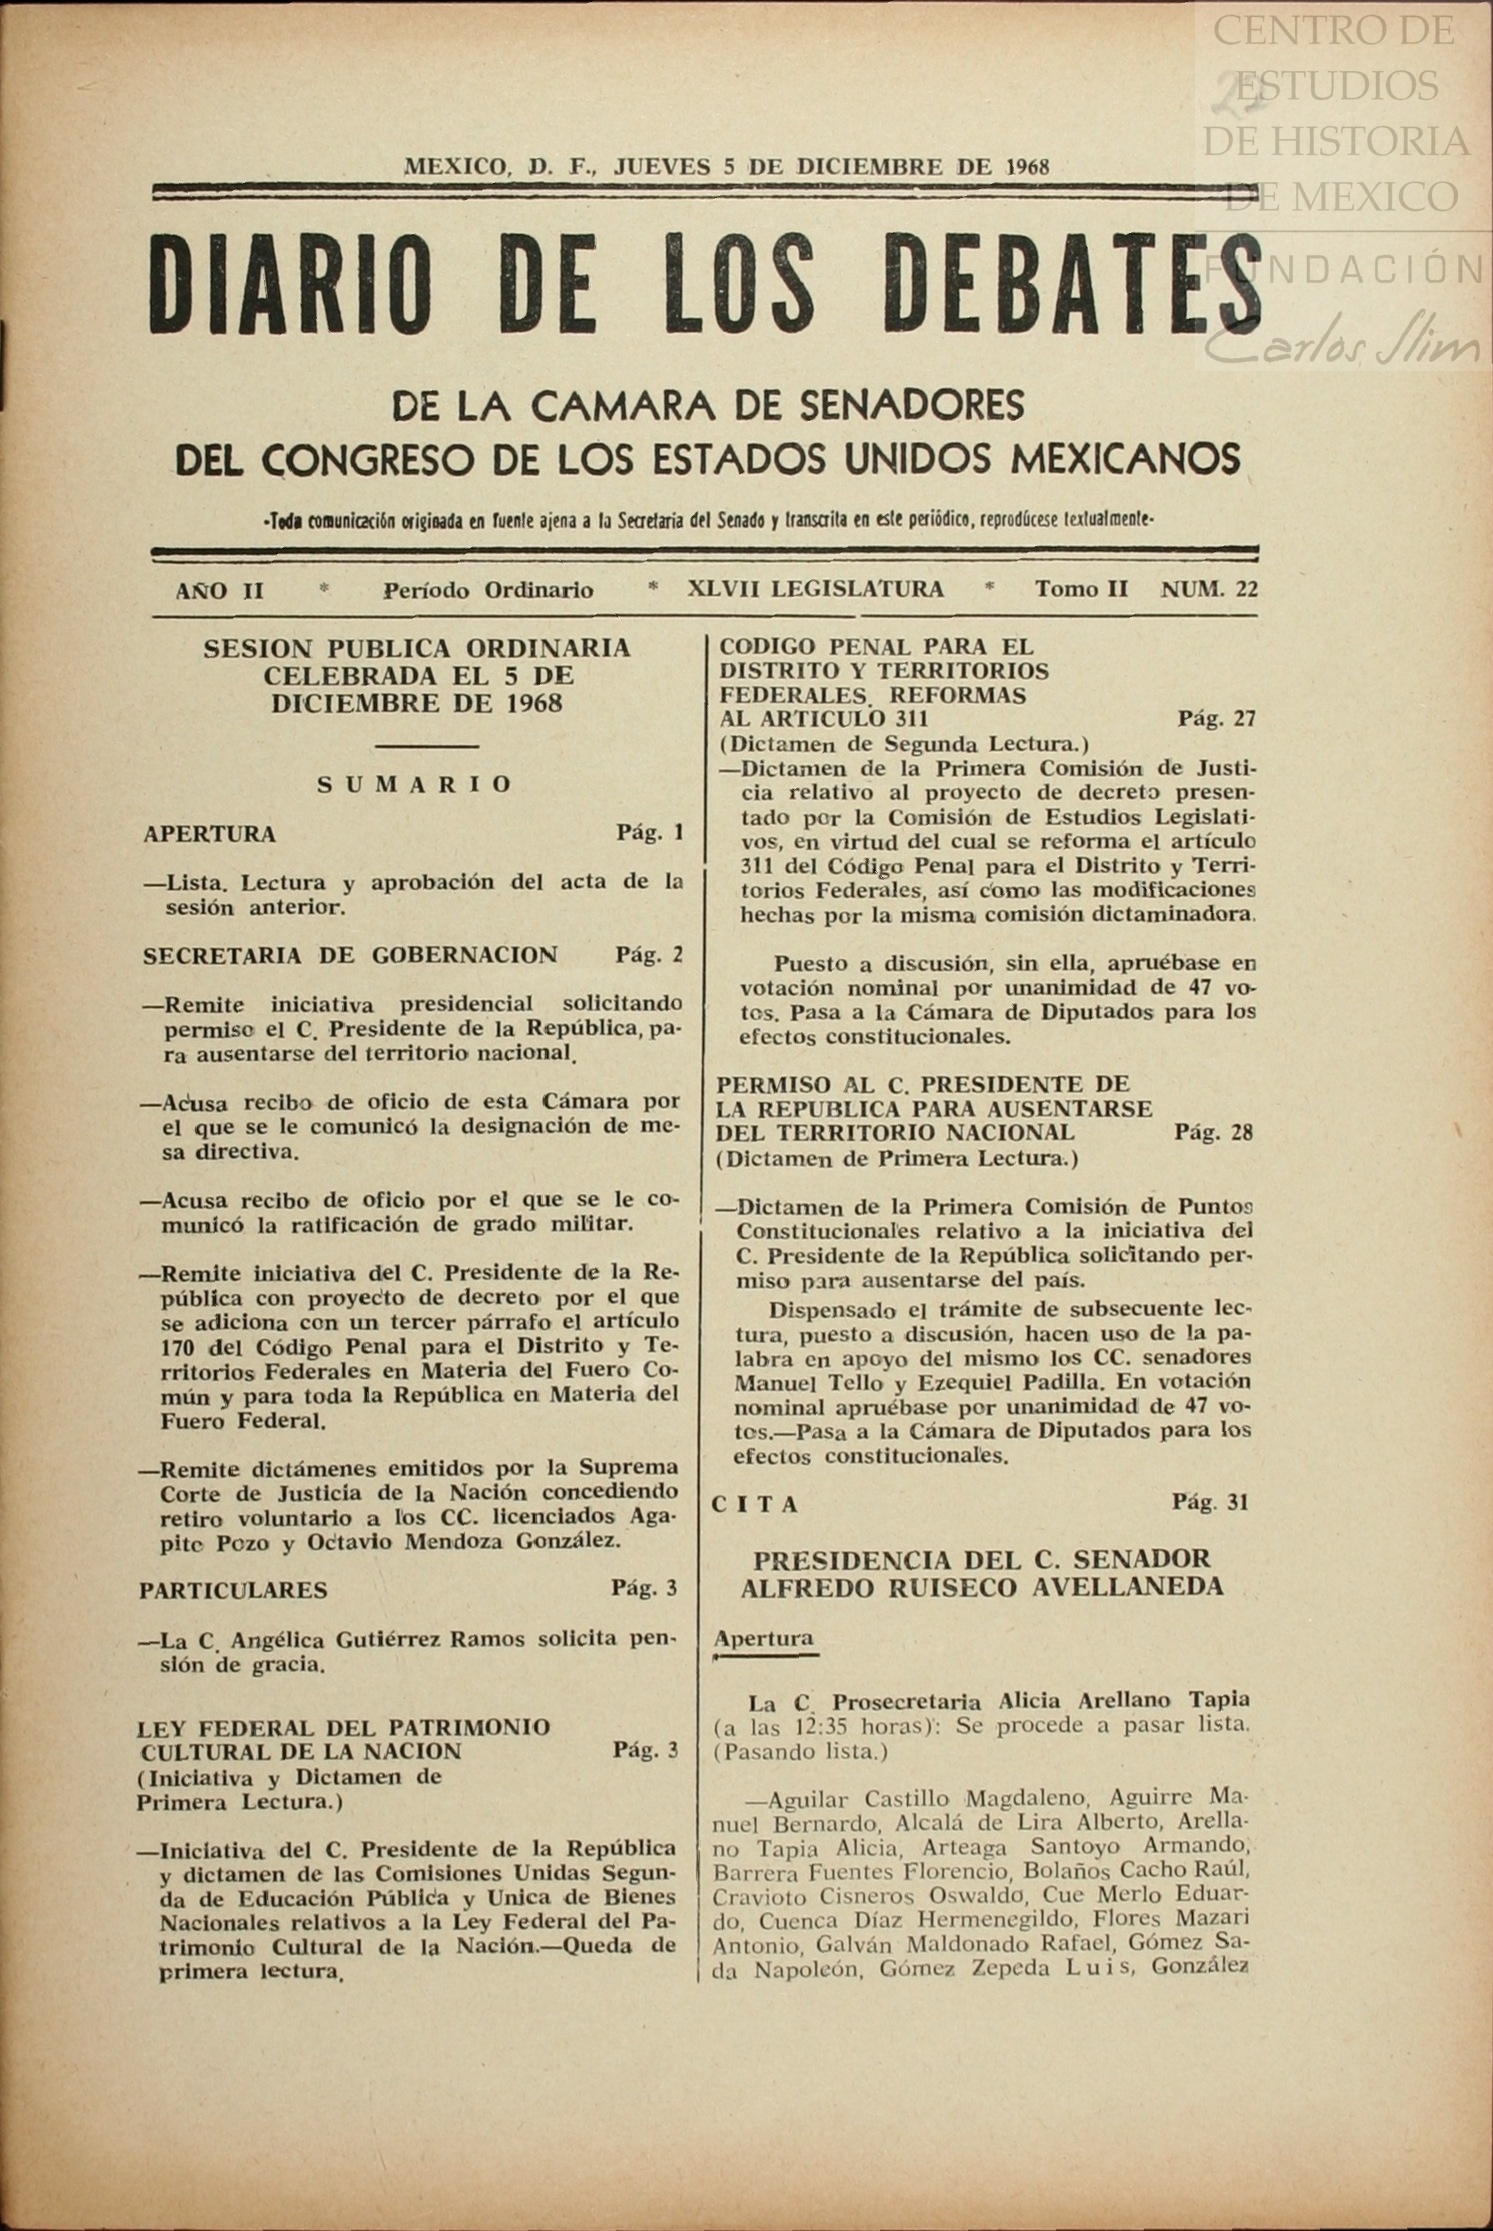 CENTRO DE
ESTUDIOS
DE HISTORIA
DE MEXICO
FUNDACIÓN
Carlos Slim
MEXICO, D. F., JUEVES 5 DE DICIEMBRE DE 1968
DIARIO DE LOS DEBATES
DE LA CAMARA DE SENADORES
DEL CONGRESO DE LOS ESTADOS UNIDOS MEXICANOS
-Toda comunicación originada en fuente ajena a la Secretaría del Senado y transcrita en este periódico, reprodúcese textualmente-
AÑO II * Período Ordinario * XLVII LEGISLATURA * Tomo II NUM. 22
SESION PUBLICA ORDINARIA
CELEBRADA EL 5 DE
DICIEMBRE DE 1968
SUMARIO
APERTURA Pág. 1
—Lista. Lectura y aprobación del acta de la
sesión anterior.
SECRETARIA DE GOBERNACION Pág. 2
—Remite iniciativa presidencial solicitando
permiso el C. Presidente de la República, pa-
ra ausentarse del territorio nacional.
—Acusa recibo de oficio de esta Cámara por
el que se le comunicó la designación de me-
sa directiva.
—Acusa recibo de oficio por el que se le co-
municó la ratificación de grado militar.
—Remite iniciativa del C. Presidente de la Re-
pública con proyecto de decreto por el que
se adiciona con un tercer párrafo el artículo
170 del Código Penal para el Distrito y Te-
rritorios Federales en Materia del Fuero Co-
mún y para toda la República en Materia del
Fuero Federal.
—Remite dictámenes emitidos por la Suprema
Corte de Justicia de la Nación concediendo
retiro voluntario a los CC. licenciados Aga-
pito Pozo y Octavio Mendoza González.
PARTICULARES Pág. 3
—La C. Angélica Gutiérrez Ramos solicita pen-
sión de gracia.
LEY FEDERAL DEL PATRIMONIO
CULTURAL DE LA NACION Pág. 3
(Iniciativa y Dictamen de
Primera Lectura.)
—Iniciativa del C. Presidente de la República
y dictamen de las Comisiones Unidas Segun-
da de Educación Pública y Unica de Bienes
Nacionales relativos a la Ley Federal del Pa-
trimonio Cultural de la Nación.—Queda de
primera lectura.
CODIGO PENAL PARA EL
DISTRITO Y TERRITORIOS
FEDERALES. REFORMAS
AL ARTICULO 311 Pág. 27
(Dictamen de Segunda Lectura.)
—Dictamen de la Primera Comisión de Justi-
cia relativo al proyecto de decreto presen-
tado por la Comisión de Estudios Legislati-
vos, en virtud del cual se reforma el artículo
311 del Código Penal para el Distrito y Terri-
torios Federales, así como las modificaciones
hechas por la misma comisión dictaminadora.
Puesto a discusión, sin ella, apruébase en
votación nominal por unanimidad de 47 vo-
tos. Pasa a la Cámara de Diputados para los
efectos constitucionales.
PERMISO AL C. PRESIDENTE DE
LA REPUBLICA PARA AUSENTARSE
DEL TERRITORIO NACIONAL Pág. 28
(Dictamen de Primera Lectura.)
—Dictamen de la Primera Comisión de Puntos
Constitucionales relativo a la iniciativa del
C. Presidente de la República solicitando per-
miso para ausentarse del país.
Dispensado el trámite de subsecuente lec-
tura, puesto a discusión, hacen uso de la pa-
labra en apoyo del mismo los CC. senadores
Manuel Tello y Ezequiel Padilla. En votación
nominal apruébase por unanimidad de 47 vo-
tos.—Pasa a la Cámara de Diputados para los
efectos constitucionales.
CITA Pág. 31
PRESIDENCIA DEL C. SENADOR
ALFREDO RUISECO AVELLANEDA
Apertura
La C. Prosecretaria Alicia Arellano Tapia
(a las 12:35 horas): Se procede a pasar lista.
(Pasando lista.)
—Aguilar Castillo Magdaleno, Aguirre Ma-
nuel Bernardo, Alcalá de Lira Alberto, Arella-
no Tapia Alicia, Arteaga Santoyo Armando,
Barrera Fuentes Florencio, Bolaños Cacho Raúl,
Cravioto Cisneros Oswaldo, Cue Merlo Eduar-
do, Cuenca Díaz Hermenegildo, Flores Mazari
Antonio, Galván Maldonado Rafael, Gómez Sa-
da Napoleón, Gómez Zepeda Luis, González